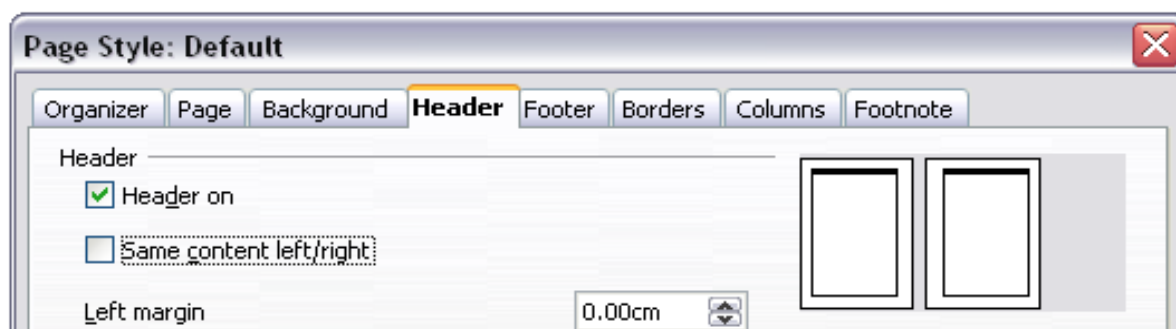 Page Style: Default
Organizer Page Background Header Footer Borders Columns Footnote
Header
Header on
Same content left/right
Left margin 0.00cm